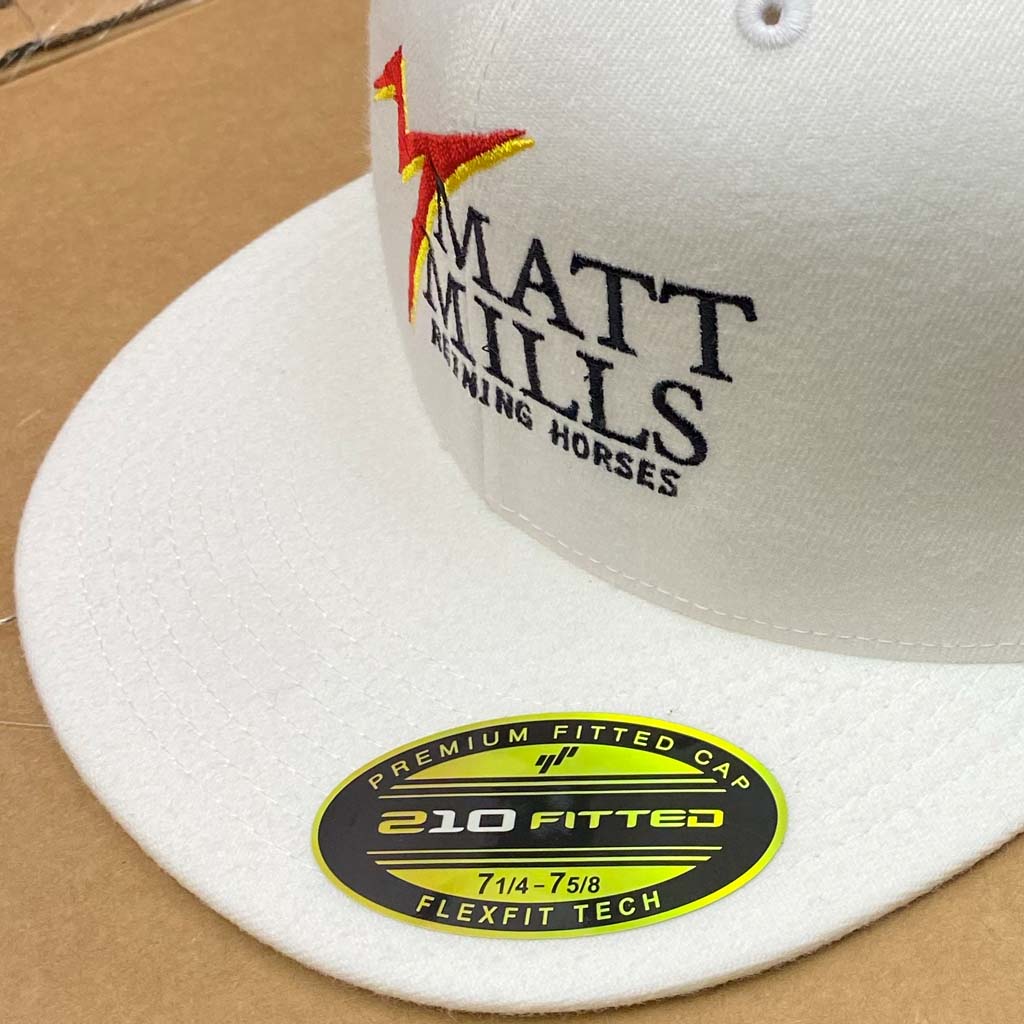 MATT
MILLS
REINING HORSES
PREMIUM FITTED CAP
210 FITTED
7 1/4 - 7 5/8
FLEXFIT TECH